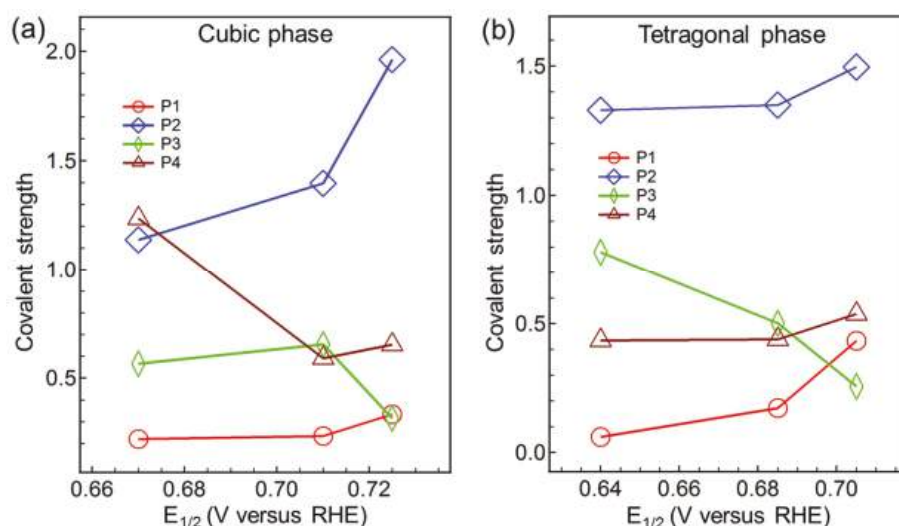 (a)
Cubic phase
2.0
1.5
1.0
0.5
Covalent strength
P1
P2
P3
P4
0.66 0.68 0.70 0.72
E1/2 (V versus RHE)
(b)
Tetragonal phase
1.5
1.0
0.5
0.0
Covalent strength
P1
P2
P3
P4
0.64 0.66 0.68 0.70
E1/2 (V versus RHE)